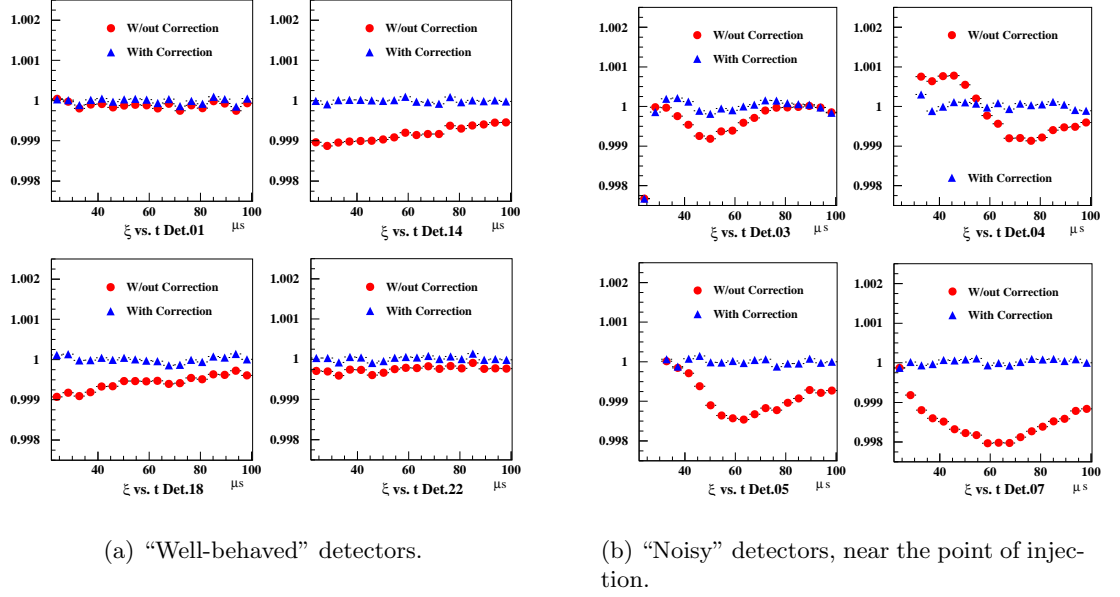 1.002
1.001
1
0.999
0.998
W/out Correction
With Correction
40 60 80 100
ξ vs. t Det.01 μs
1.002
1.001
1
0.999
0.998
W/out Correction
With Correction
40 60 80 100
ξ vs. t Det.14 μs
1.002
1.001
1
0.999
0.998
W/out Correction
With Correction
40 60 80 100
ξ vs. t Det.18 μs
1.002
1.001
1
0.999
0.998
W/out Correction
With Correction
40 60 80 100
ξ vs. t Det.22 μs
(a) “Well-behaved” detectors.
1.002
1.001
1
0.999
0.998
W/out Correction
With Correction
40 60 80 100
ξ vs. t Det.03 μs
1.002
1.001
1
0.999
0.998
W/out Correction
With Correction
40 60 80 100
ξ vs. t Det.04 μs
1.002
1.001
1
0.999
0.998
W/out Correction
With Correction
40 60 80 100
ξ vs. t Det.05 μs
1.002
1.001
1
0.999
0.998
W/out Correction
With Correction
40 60 80 100
ξ vs. t Det.07 μs
(b) “Noisy” detectors, near the point of injec-
tion.